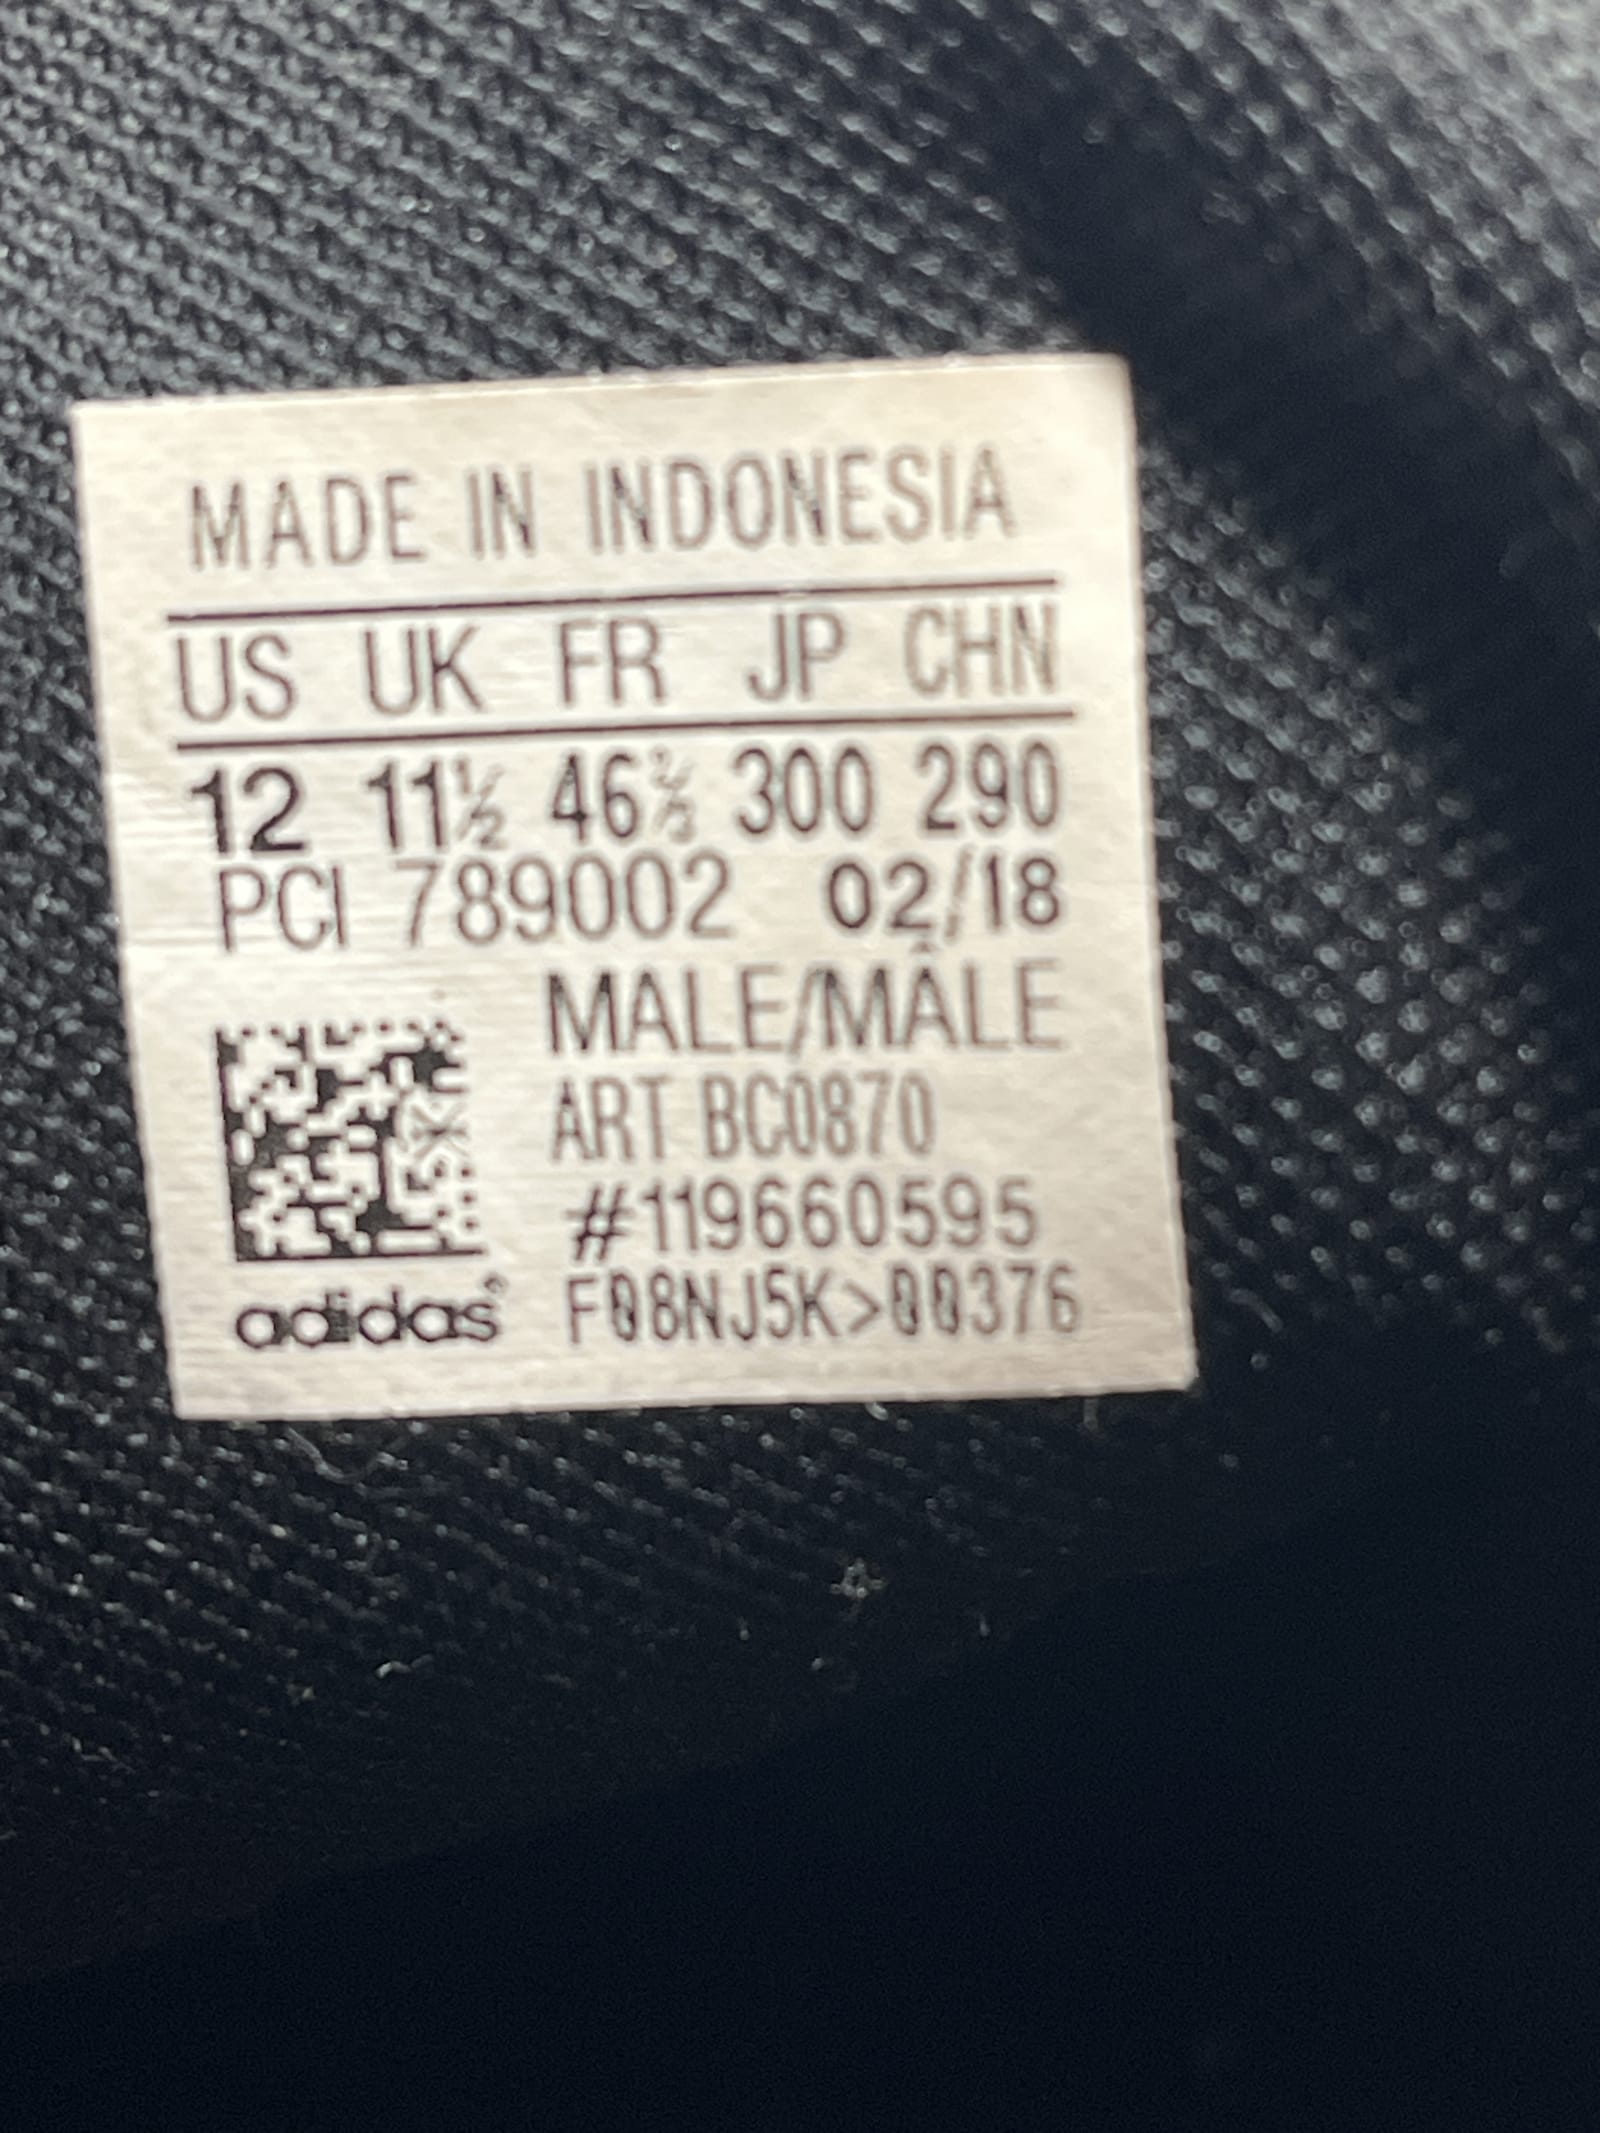 MADE IN INDONESIA
US UK FR JP CHN
12 11½ 46⅔ 300 290
PCI 789002 02/18
MALE/MÂLE
ART BC0870
#119660595
adidas® F08NJ5K>00376